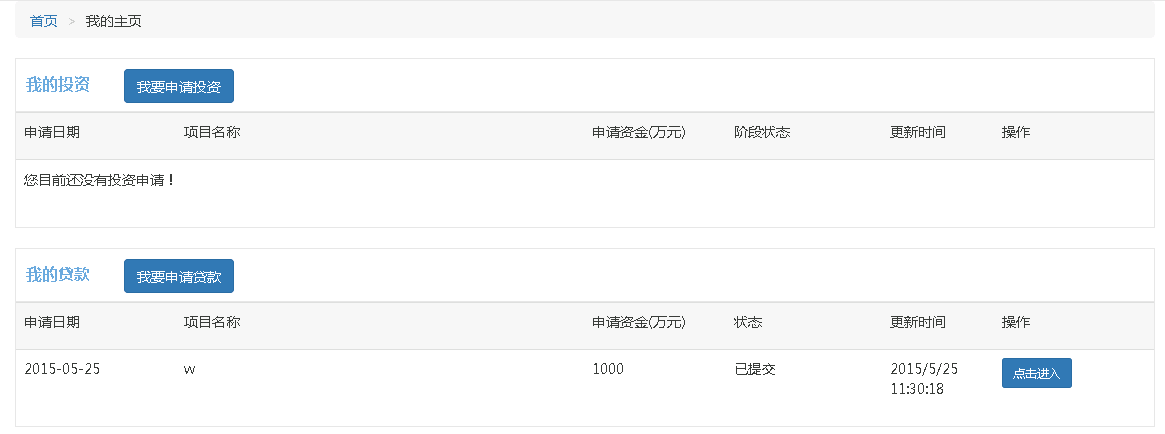 首页 > 我的主页
我的投资 我要申请投资
申请日期 项目名称 申请资金(万元) 阶段状态 更新时间 操作
您目前还没有投资申请！
我的贷款 我要申请贷款
申请日期 项目名称 申请资金(万元) 状态 更新时间 操作
2015-05-25 w 1000 已提交 2015/5/25 点击进入
11:30:18